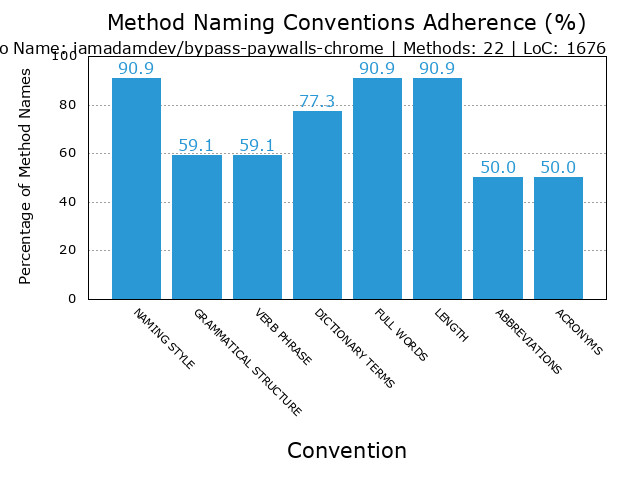 Method Naming Conventions Adherence (%)
o Name: jamadamdev/bypass-paywalls-chrome | Methods: 22 | LoC: 1676
Percentage of Method Names
100
80
60
40
20
0
90.9
59.1
59.1
77.3
90.9
90.9
50.0
50.0
NAMING STYLE
GRAMMATICAL STRUCTURE
VERB PHRASE
DICTIONARY TERMS
FULL WORDS
LENGTH
ABBREVIATIONS
ACRONYMS
Convention